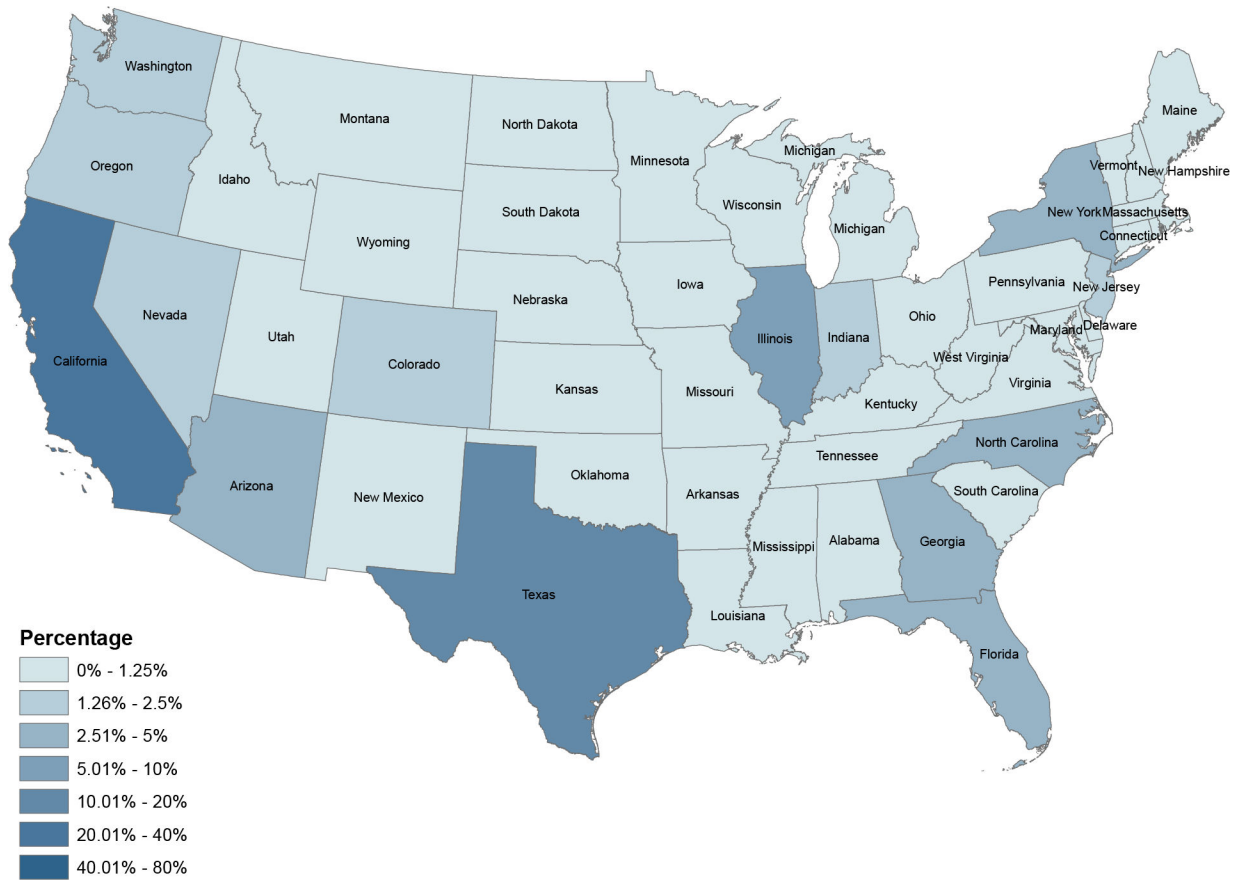 Washington
Montana
North Dakota
Minnesota
Michigan
Maine
Oregon
Idaho
Vermont
New Hampshire
Wisconsin
South Dakota
New York
Massachusetts
Michigan
Connecticut
Wyoming
Pennsylvania
New Jersey
Iowa
Nebraska
Nevada
Ohio
Delaware
Maryland
Utah
Illinois
Indiana
California
Colorado
West Virginia
Virginia
Kansas
Missouri
Kentucky
North Carolina
Tennessee
Oklahoma
Arizona
New Mexico
Arkansas
South Carolina
Mississippi
Alabama
Georgia
Texas
Louisiana
Florida
Percentage
0% - 1.25%
1.26% - 2.5%
2.51% - 5%
5.01% - 10%
10.01% - 20%
20.01% - 40%
40.01% - 80%